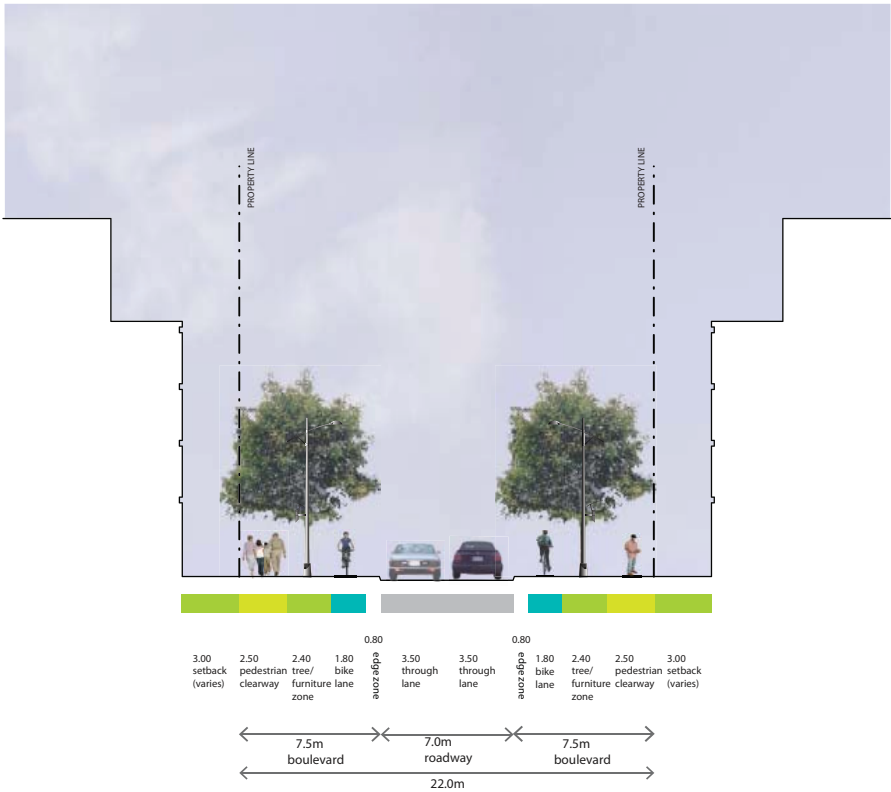 PROPERTY LINE
PROPERTY LINE
3.00
setback
(varies)
2.50
pedestrian
clearway
2.40
tree/
furniture
zone
1.80
bike
lane
0.80
edge zone
3.50
through
lane
3.50
through
lane
0.80
edge zone
1.80
bike
lane
2.40
tree/
furniture
zone
2.50
pedestrian
clearway
3.00
setback
(varies)
7.5m
boulevard
7.0m
roadway
7.5m
boulevard
22.0m